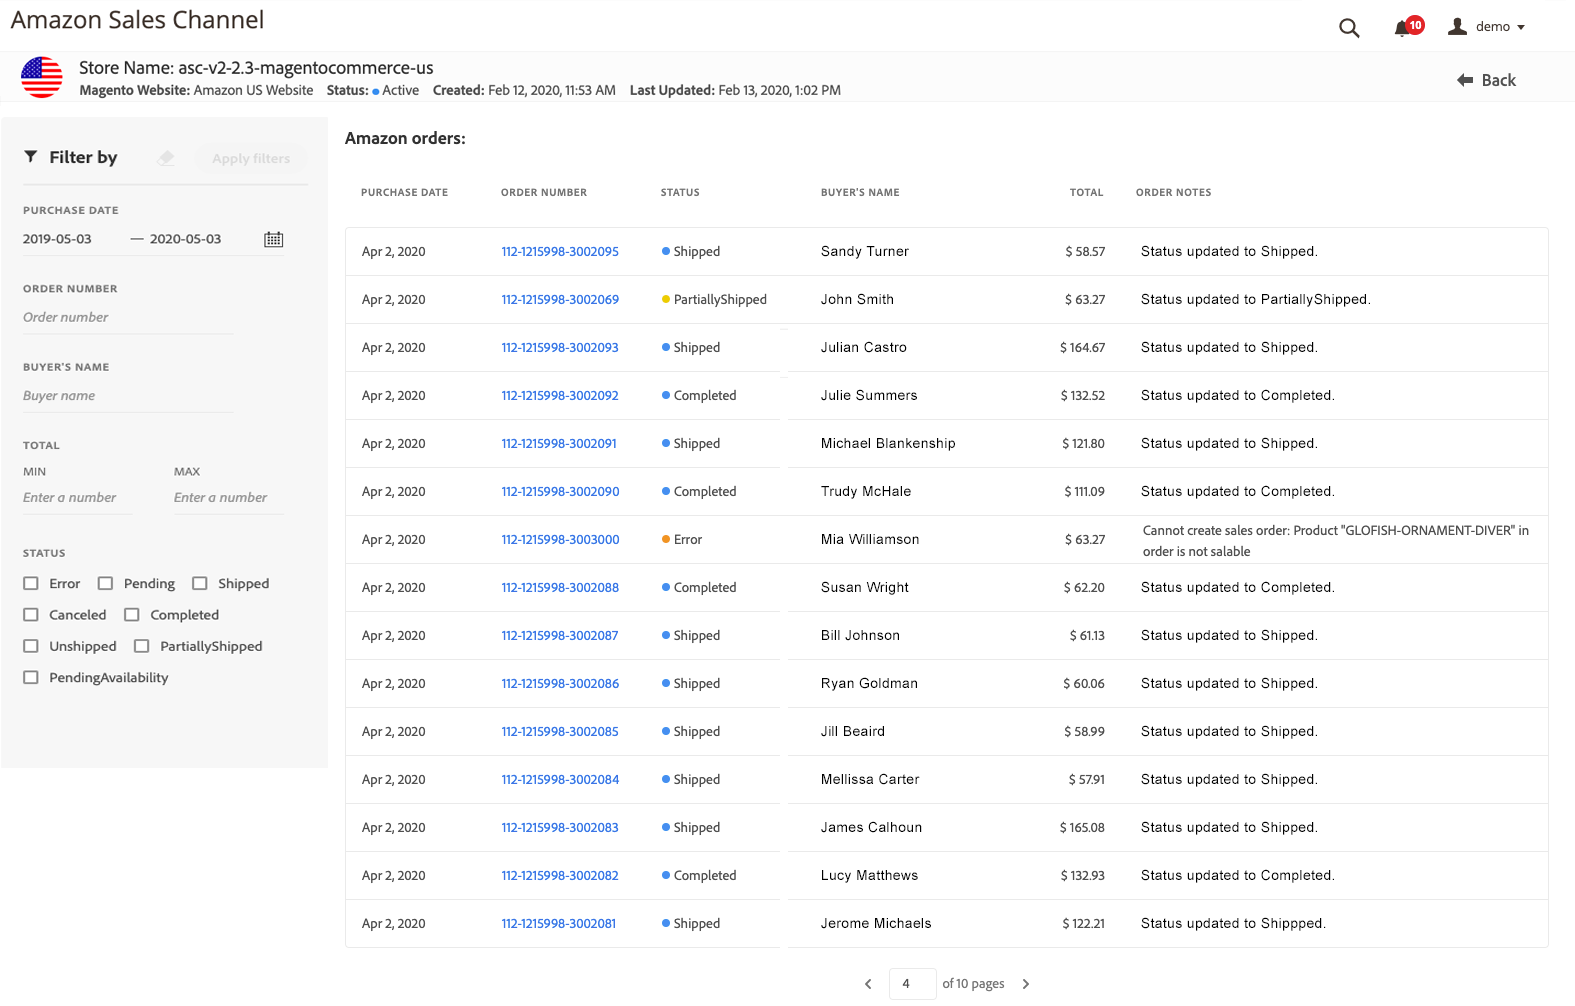 Amazon Sales Channel
10
demo
Store Name: asc-v2-2.3-magentocommerce-us
Magento Website: Amazon US Website Status: Active Created: Feb 12, 2020, 11:53 AM Last Updated: Feb 13, 2020, 1:02 PM
Back
Filter by
Apply filters
PURCHASE DATE
2019-05-03 — 2020-05-03
ORDER NUMBER
Order number
BUYER'S NAME
Buyer name
TOTAL
MIN MAX
Enter a number Enter a number
STATUS
Error Pending Shipped
Canceled Completed
Unshipped PartiallyShipped
PendingAvailability
Amazon orders:
PURCHASE DATE ORDER NUMBER STATUS BUYER'S NAME TOTAL ORDER NOTES
Apr 2, 2020 112-1215998-3002095 Shipped Sandy Turner $ 58.57 Status updated to Shipped.
Apr 2, 2020 112-1215998-3002069 PartiallyShipped John Smith $ 63.27 Status updated to PartiallyShipped.
Apr 2, 2020 112-1215998-3002093 Shipped Julian Castro $ 164.67 Status updated to Shipped.
Apr 2, 2020 112-1215998-3002092 Completed Julie Summers $ 132.52 Status updated to Completed.
Apr 2, 2020 112-1215998-3002091 Shipped Michael Blankenship $ 121.80 Status updated to Shipped.
Apr 2, 2020 112-1215998-3002090 Completed Trudy McHale $ 111.09 Status updated to Completed.
Apr 2, 2020 112-1215998-3003000 Error Mia Williamson $ 63.27 Cannot create sales order: Product "GLOFISH-ORNAMENT-DIVER" in
order is not salable
Apr 2, 2020 112-1215998-3002088 Completed Susan Wright $ 62.20 Status updated to Completed.
Apr 2, 2020 112-1215998-3002087 Shipped Bill Johnson $ 61.13 Status updated to Shipped.
Apr 2, 2020 112-1215998-3002086 Shipped Ryan Goldman $ 60.06 Status updated to Shipped.
Apr 2, 2020 112-1215998-3002085 Shipped Jill Beaird $ 58.99 Status updated to Shipped.
Apr 2, 2020 112-1215998-3002084 Shipped Mellissa Carter $ 57.91 Status updated to Shipped.
Apr 2, 2020 112-1215998-3002083 Shipped James Calhoun $ 165.08 Status updated to Shipped.
Apr 2, 2020 112-1215998-3002082 Completed Lucy Matthews $ 132.93 Status updated to Completed.
Apr 2, 2020 112-1215998-3002081 Shipped Jerome Michaels $ 122.21 Status updated to Shippped.
4 of 10 pages